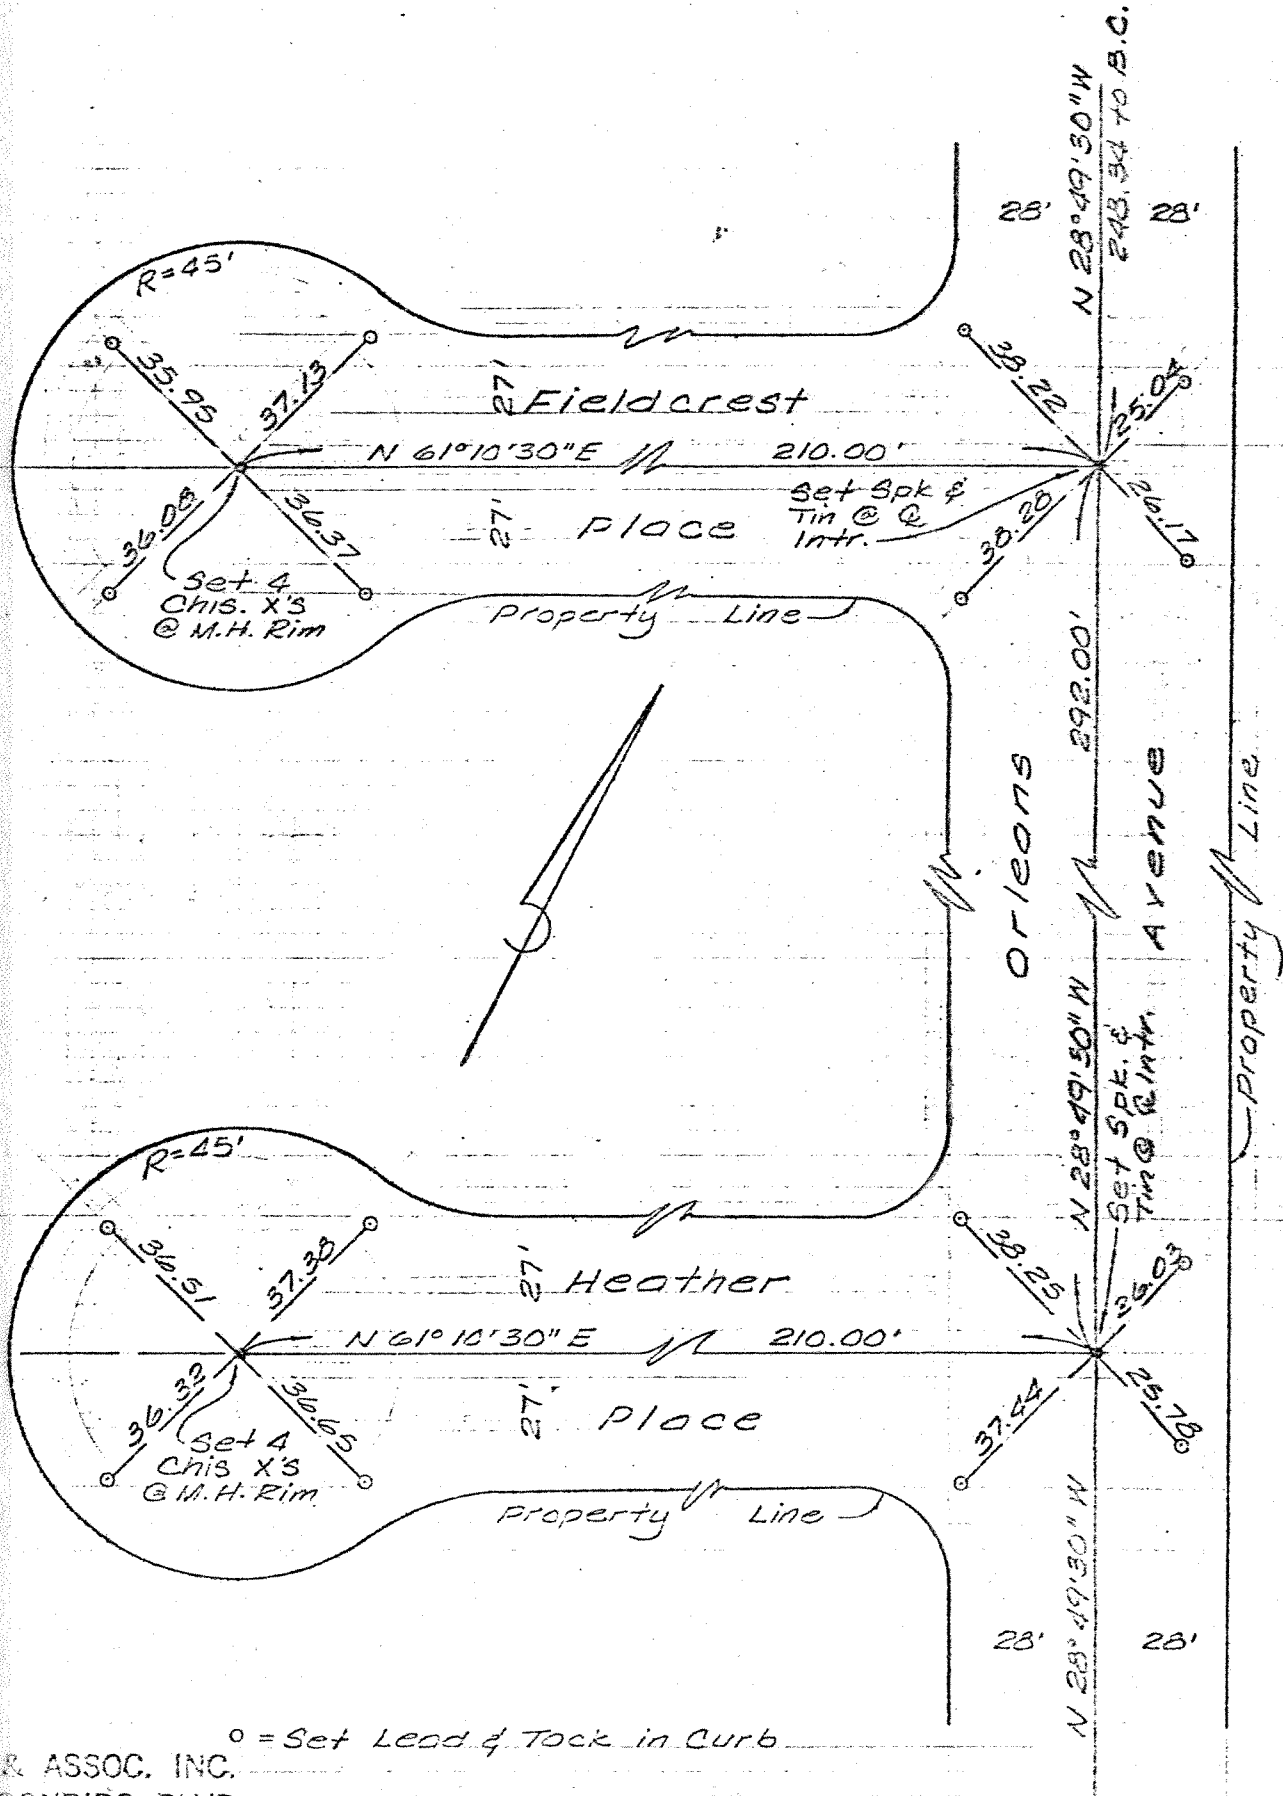 N 28°49'30"W
248.34 to B.C.
28'
28'
R=45'
35.95
37.13
38.22
25.04
27'
Fieldcrest
N 61°10'30"E
210.00'
36.08
36.37
27'
Place
Set Spk &
Tin @ ℄
Intr.
38.28
26.17
Set 4
Chis. X's
@ M.H. Rim
Property Line
292.00'
Orleans
Avenue
Property Line
N 28°49'30"W
Set Spk. &
Tin @ ℄ Intr.
R=45'
36.51
37.38
38.25
25.03
27'
Heather
N 61°10'30"E
210.00'
36.32
36.65
27'
Place
37.44
25.78
Set 4
Chis X's
@ M.H. Rim
Property Line
N 28°49'30"W
28'
28'
o = Set Lead & Tack in Curb
& ASSOC. INC.